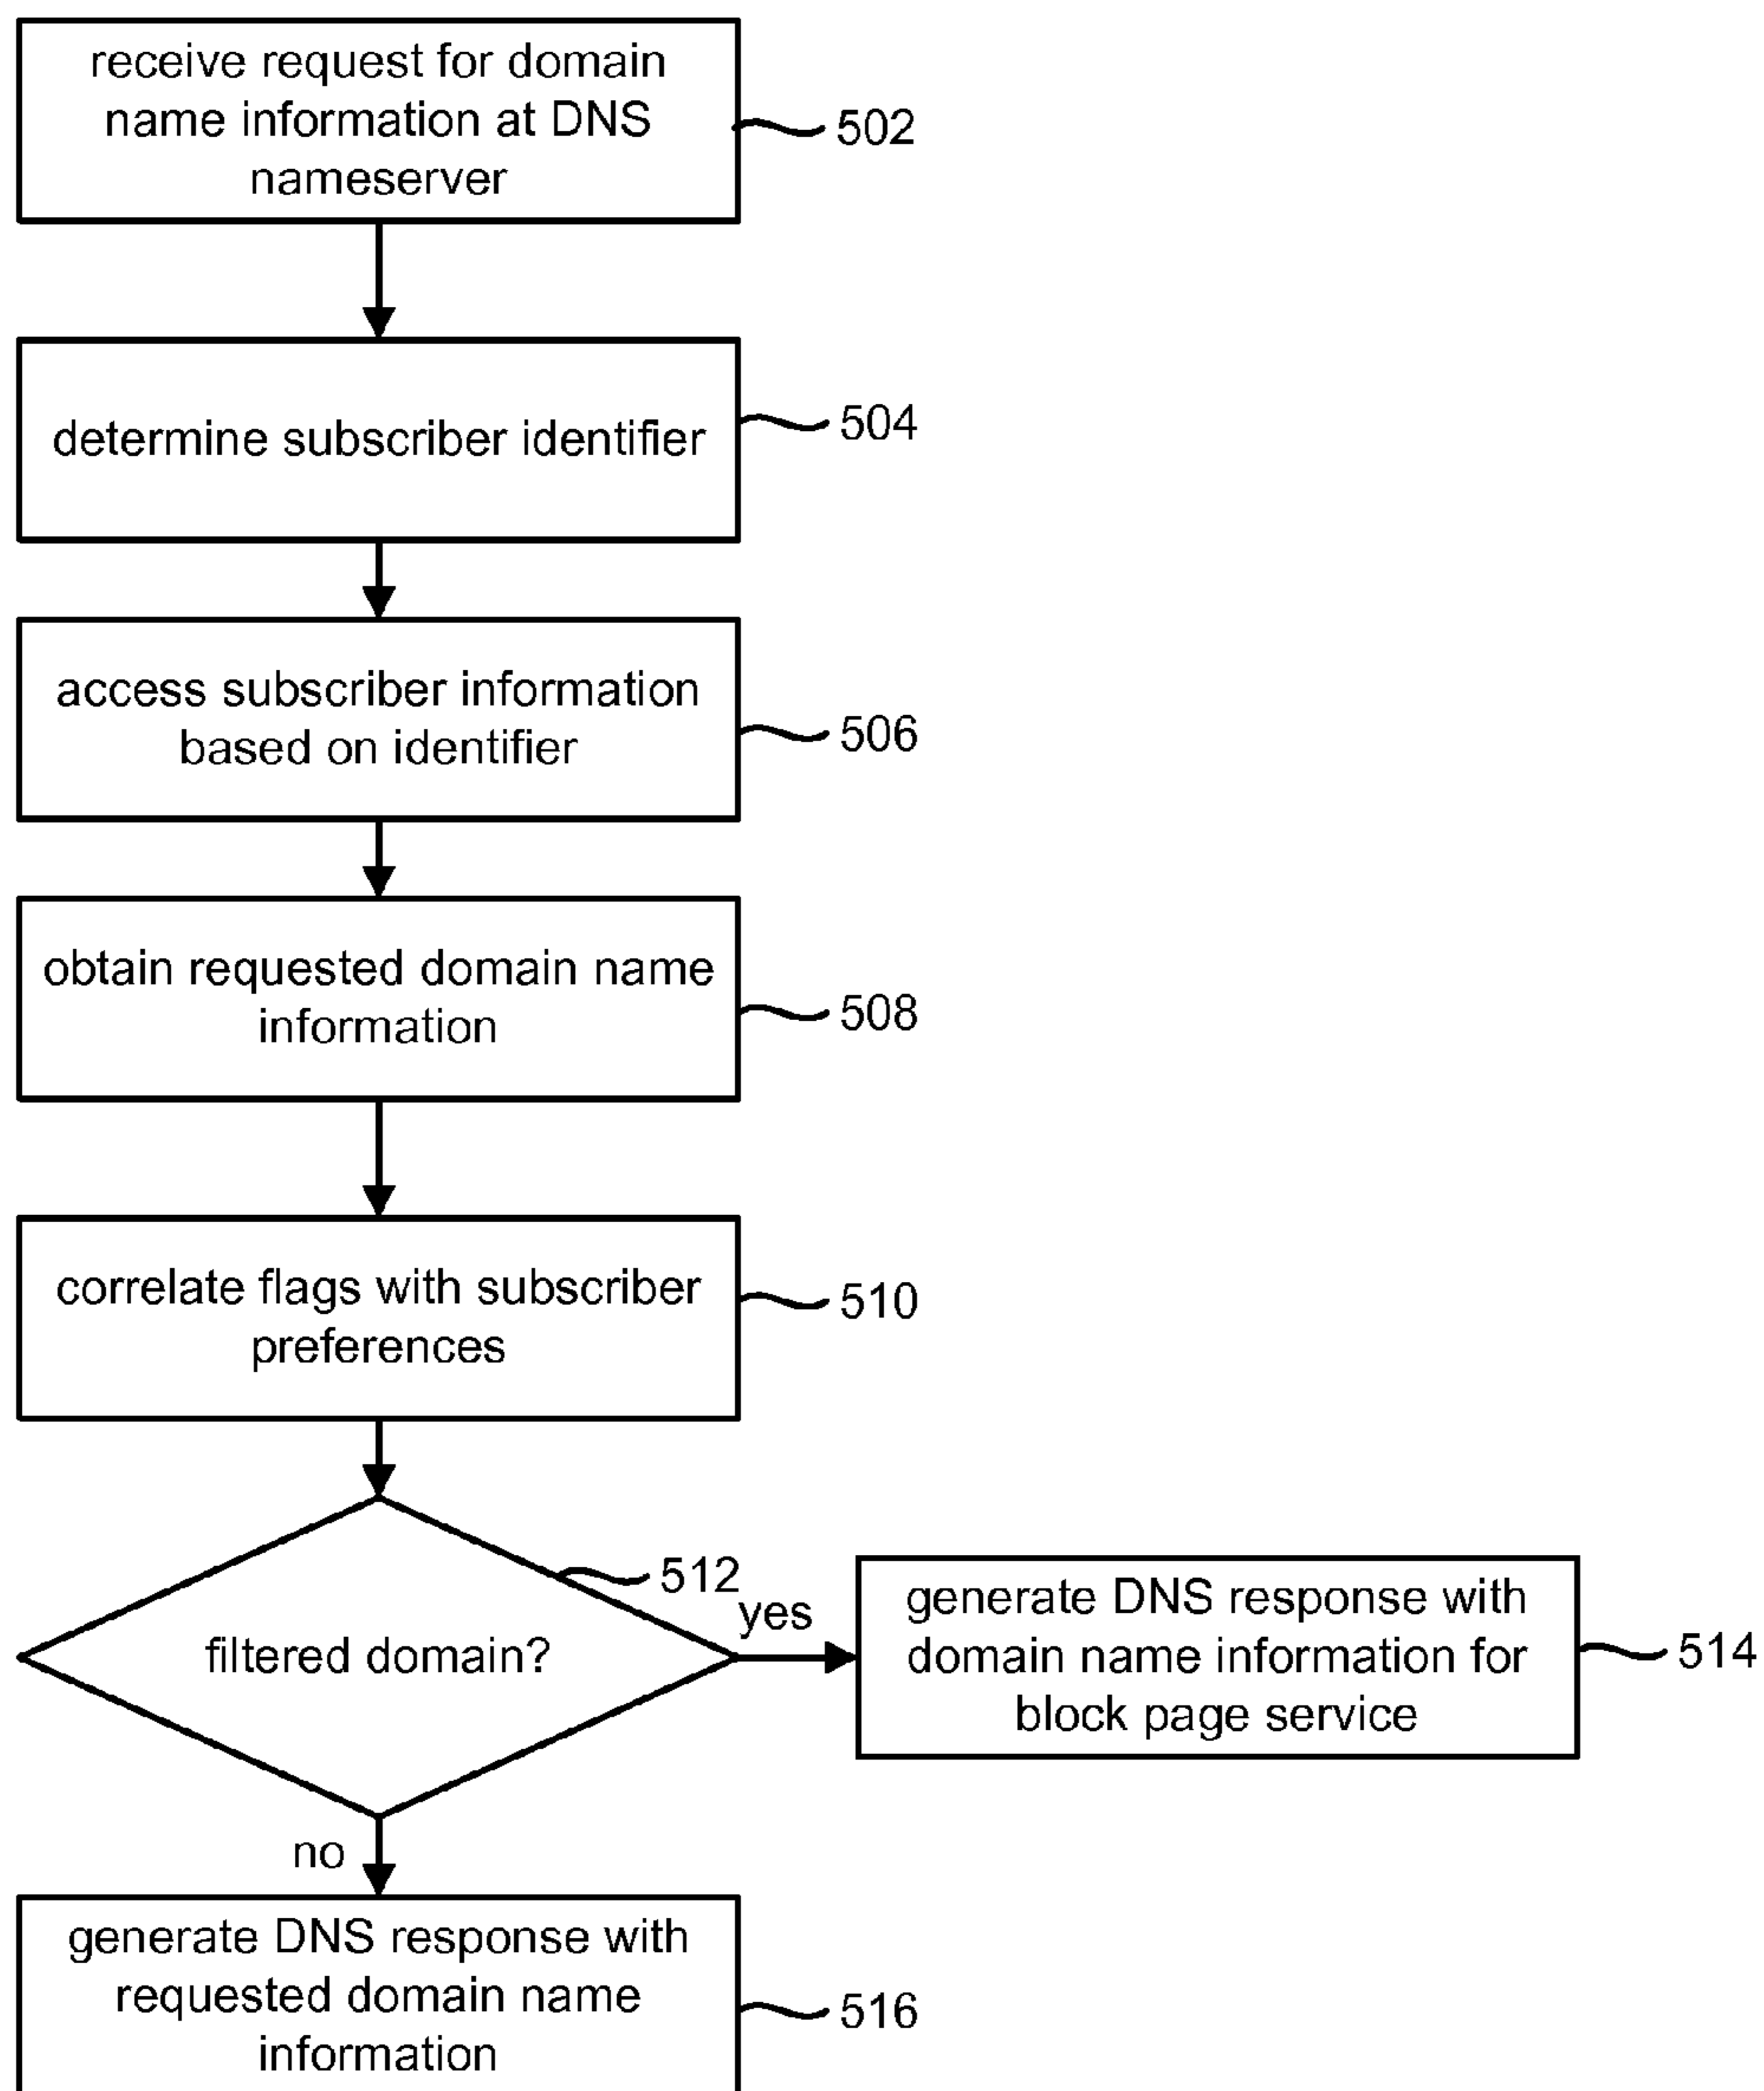 receive request for domain
name information at DNS
nameserver
502
determine subscriber identifier
504
access subscriber information
based on identifier
506
obtain requested domain name
information
508
correlate flags with subscriber
preferences
510
filtered domain?
512
yes
generate DNS response with
domain name information for
block page service
514
no
generate DNS response with
requested domain name
information
516